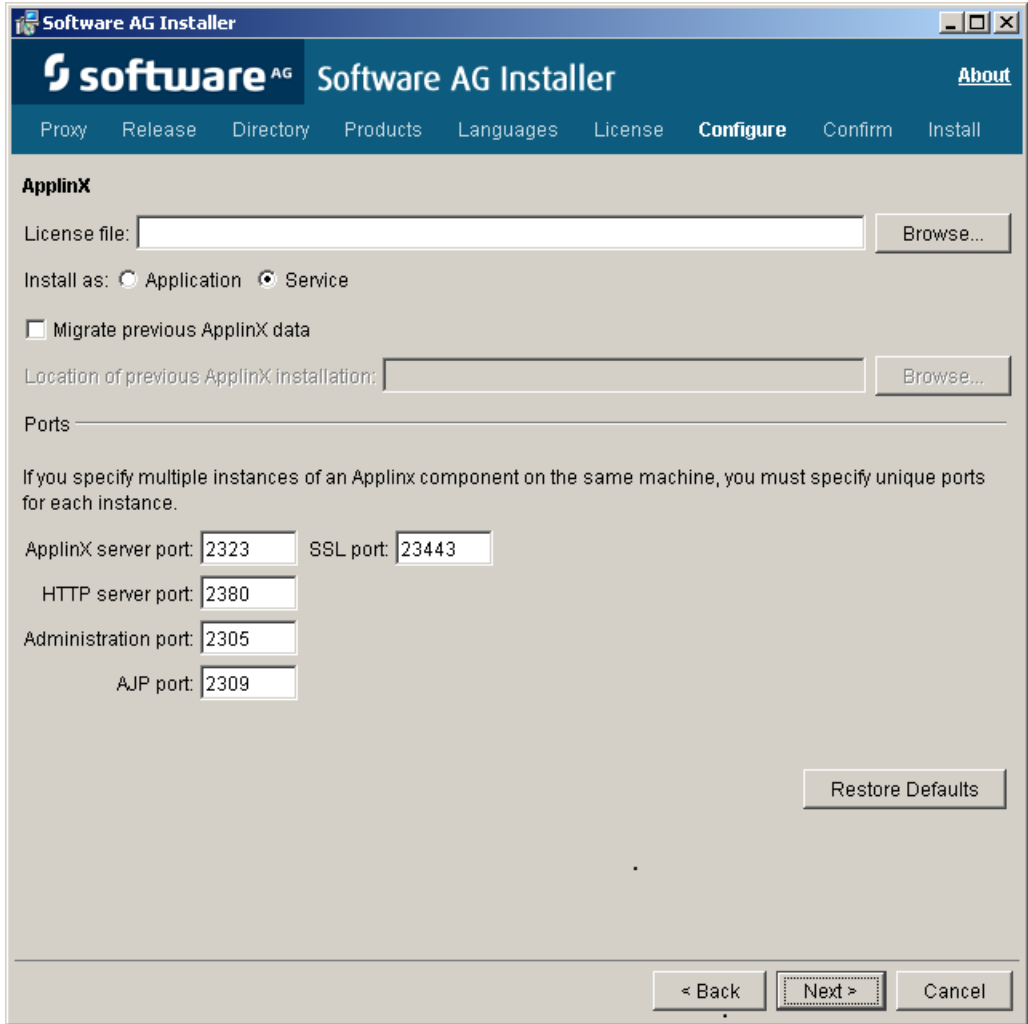 Software AG Installer
software AG Software AG Installer About
Proxy Release Directory Products Languages License Configure Confirm Install
ApplinX
License file: Browse...
Install as: Application Service
Migrate previous ApplinX data
Location of previous ApplinX installation: Browse...
Ports
If you specify multiple instances of an Applinx component on the same machine, you must specify unique ports
for each instance.
ApplinX server port: 2323 SSL port: 23443
HTTP server port: 2380
Administration port: 2305
AJP port: 2309
Restore Defaults
< Back Next > Cancel